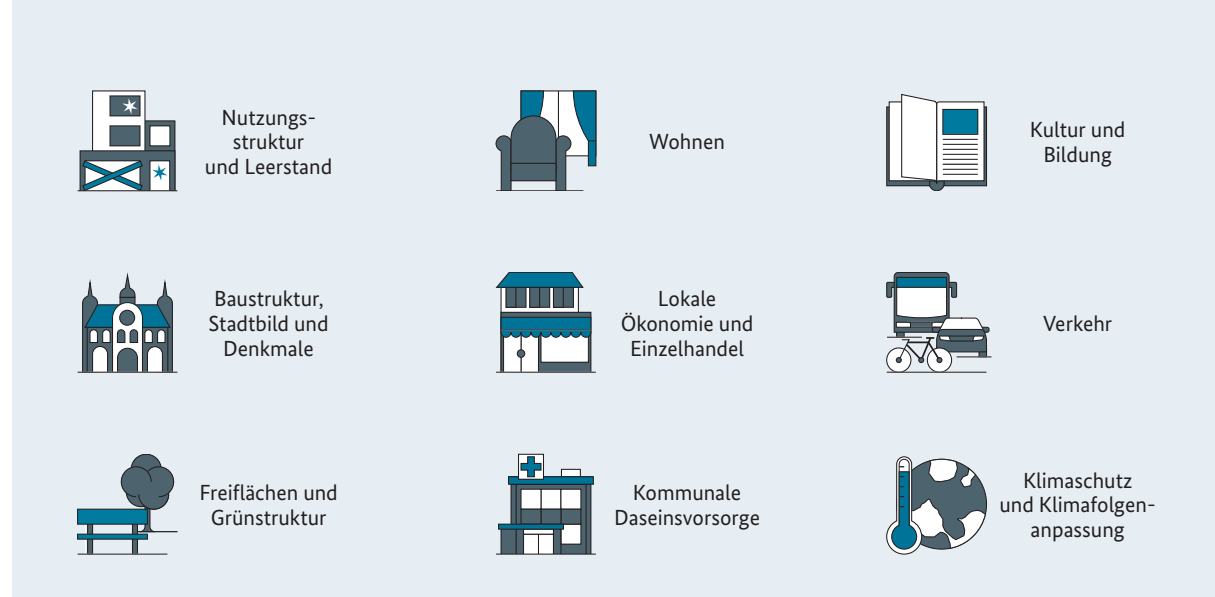 Nutzungs-
struktur
und Leerstand
Wohnen
Kultur und
Bildung
Baustruktur,
Stadtbild und
Denkmale
Lokale
Ökonomie und
Einzelhandel
Verkehr
Freiflächen und
Grünstruktur
Kommunale
Daseinsvorsorge
Klimaschutz
und Klimafolgen-
anpassung